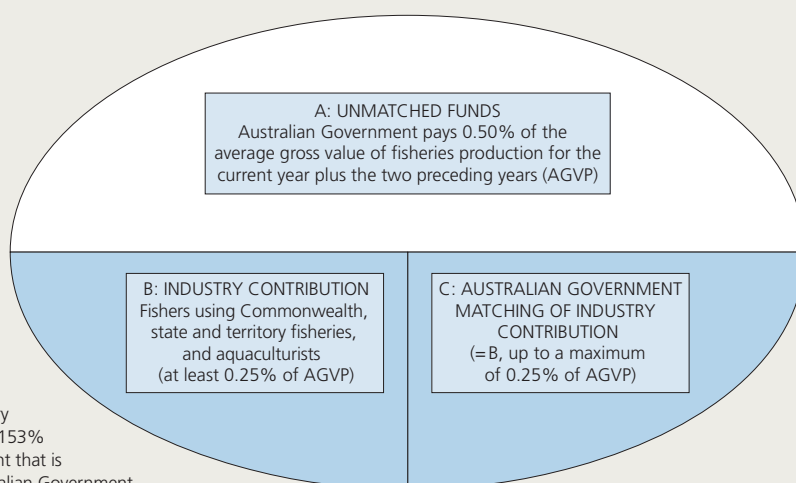 A: UNMATCHED FUNDS
Australian Government pays 0.50% of the
average gross value of fisheries production for the
current year plus the two preceding years (AGVP)
B: INDUSTRY CONTRIBUTION
Fishers using Commonwealth,
state and territory fisheries,
and aquaculturists
(at least 0.25% of AGVP)
C: AUSTRALIAN GOVERNMENT
MATCHING OF INDUSTRY
CONTRIBUTION
(=B, up to a maximum
of 0.25% of AGVP)
153%
that is
Government